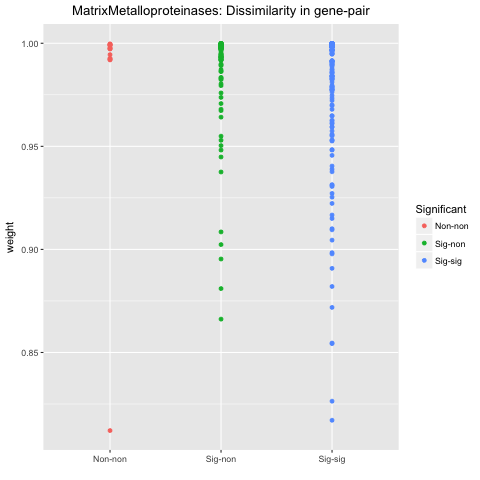 MatrixMetalloproteinases: Dissimilarity in gene-pair
weight
1.00
0.95
0.90
0.85
Non-non
Sig-non
Sig-sig
Significant
Non-non
Sig-non
Sig-sig